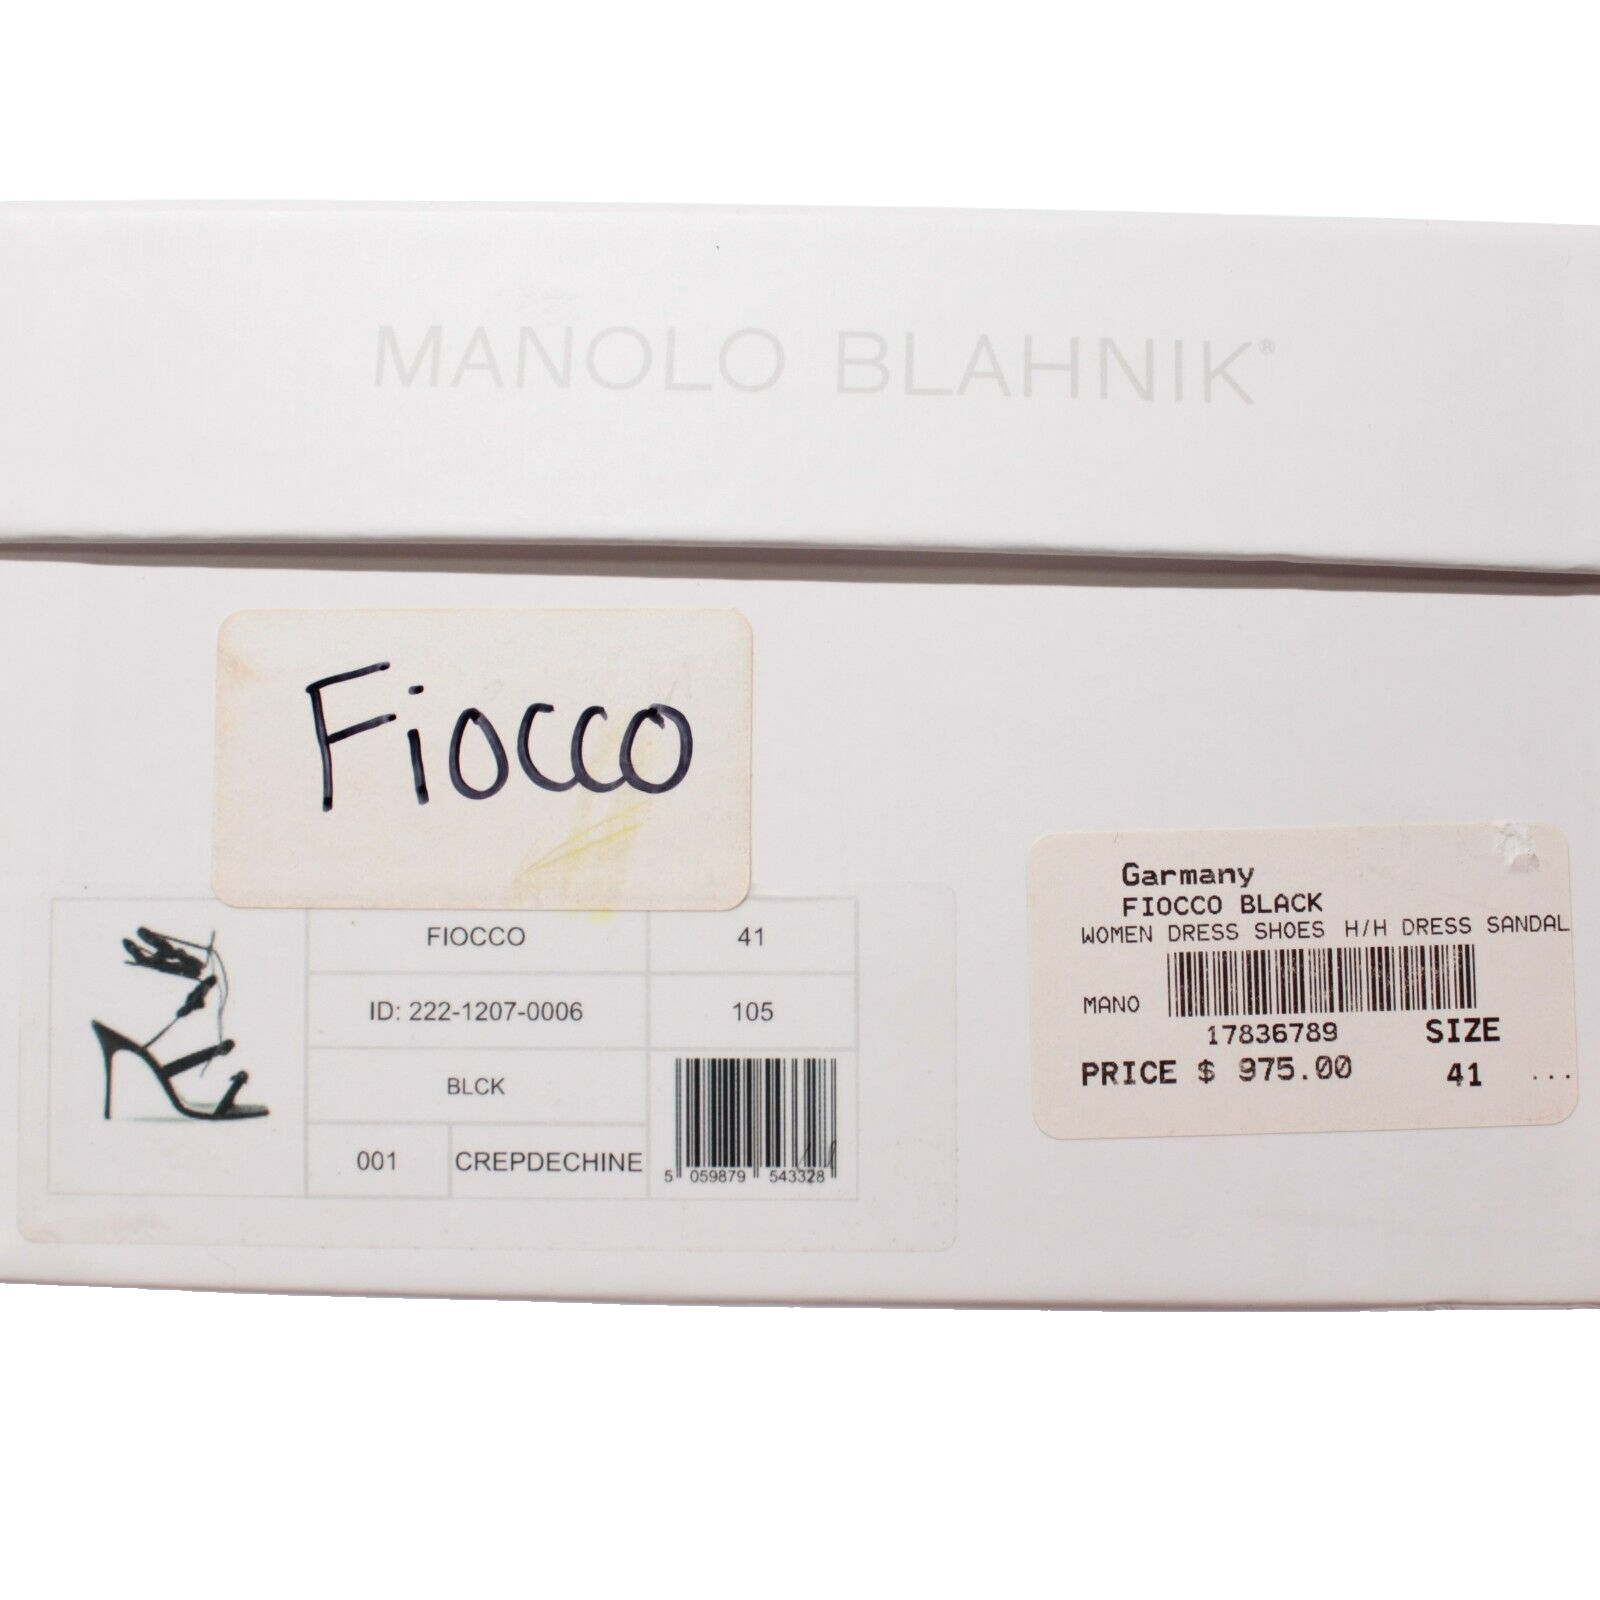 MANOLO BLAHNIK®
Fiocco
FIOCCO 41
ID: 222-1207-0006 105
BLCK
001 CREPDECHINE
5 059879 543328
Garmany
FIOCCO BLACK
WOMEN DRESS SHOES H/H DRESS SANDAL
MANO
17836789 SIZE
PRICE $ 975.00 41 ...